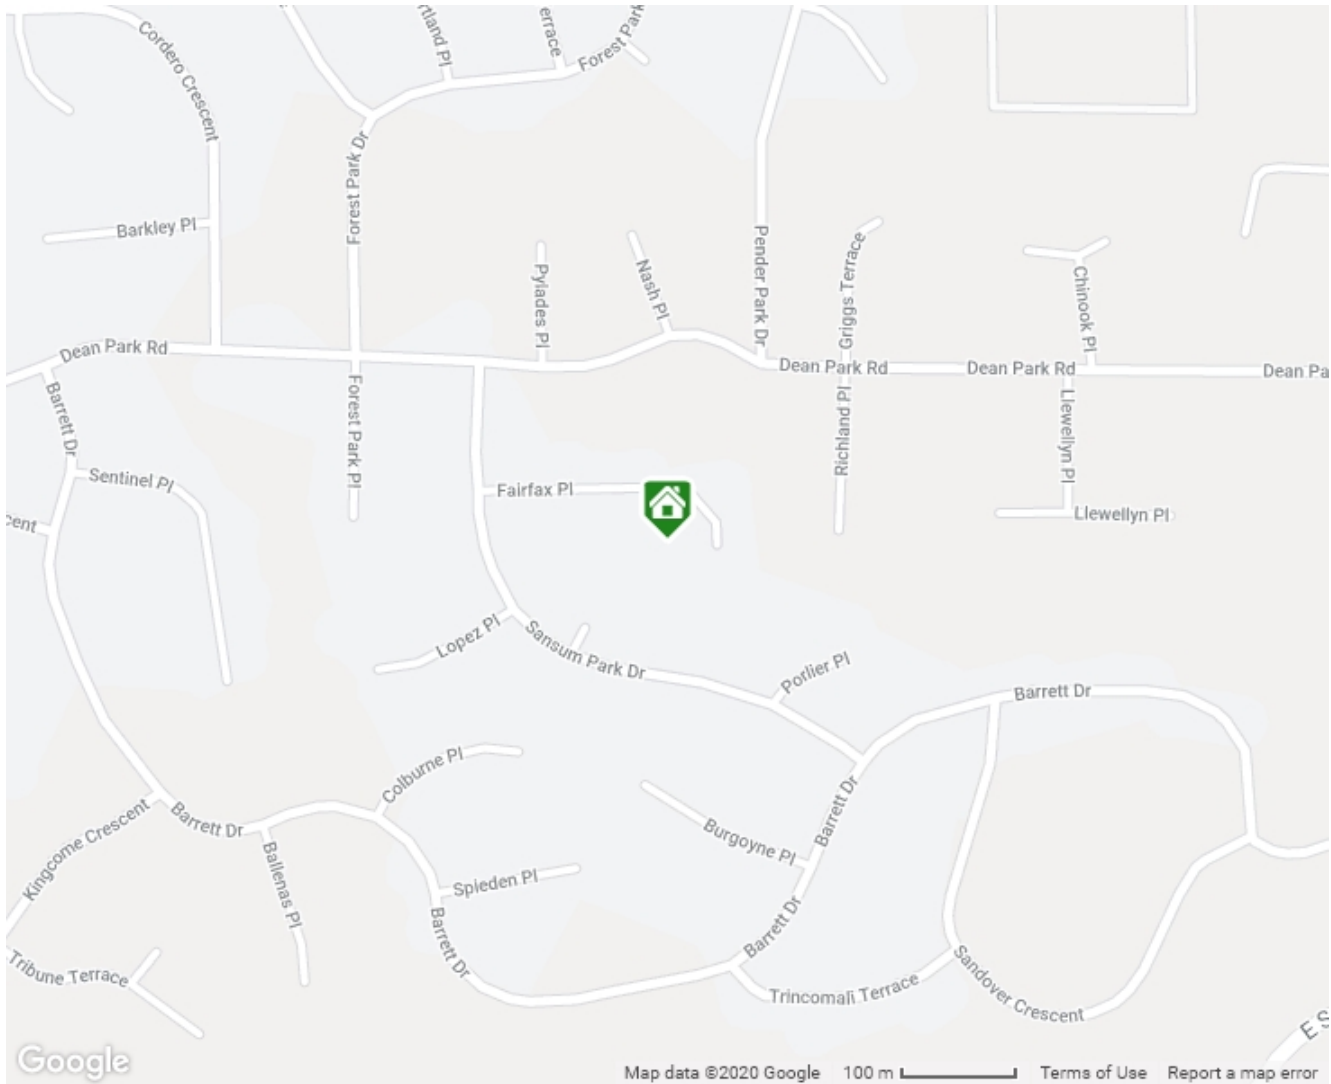 rtland Pl
errace
Forest Park
Cordero Crescent
Forest Park Dr
Barkley Pl
Pylades Pl
Nash Pl
Pender Park Dr
Griggs Terrace
Chinook Pl
Dean Park Rd
Dean Park Rd
Dean Park Rd
Dean Pa
Barrett Dr
Forest Park Pl
Richland Pl
Llewellyn Pl
Sentinel Pl
Fairfax Pl
cent
Llewellyn Pl
Lopez Pl
Sansum Park Dr
Porlier Pl
Barrett Dr
Colburne Pl
Barrett Dr
Kingcome Crescent
Barrett Dr
Burgoyne Pl
Ballenas Pl
Spieden Pl
Barrett Dr
Barrett Dr
Tribune Terrace
Trincomali Terrace
Sandover Crescent
E S
Google
Map data ©2020 Google
100 m
Terms of Use
Report a map error